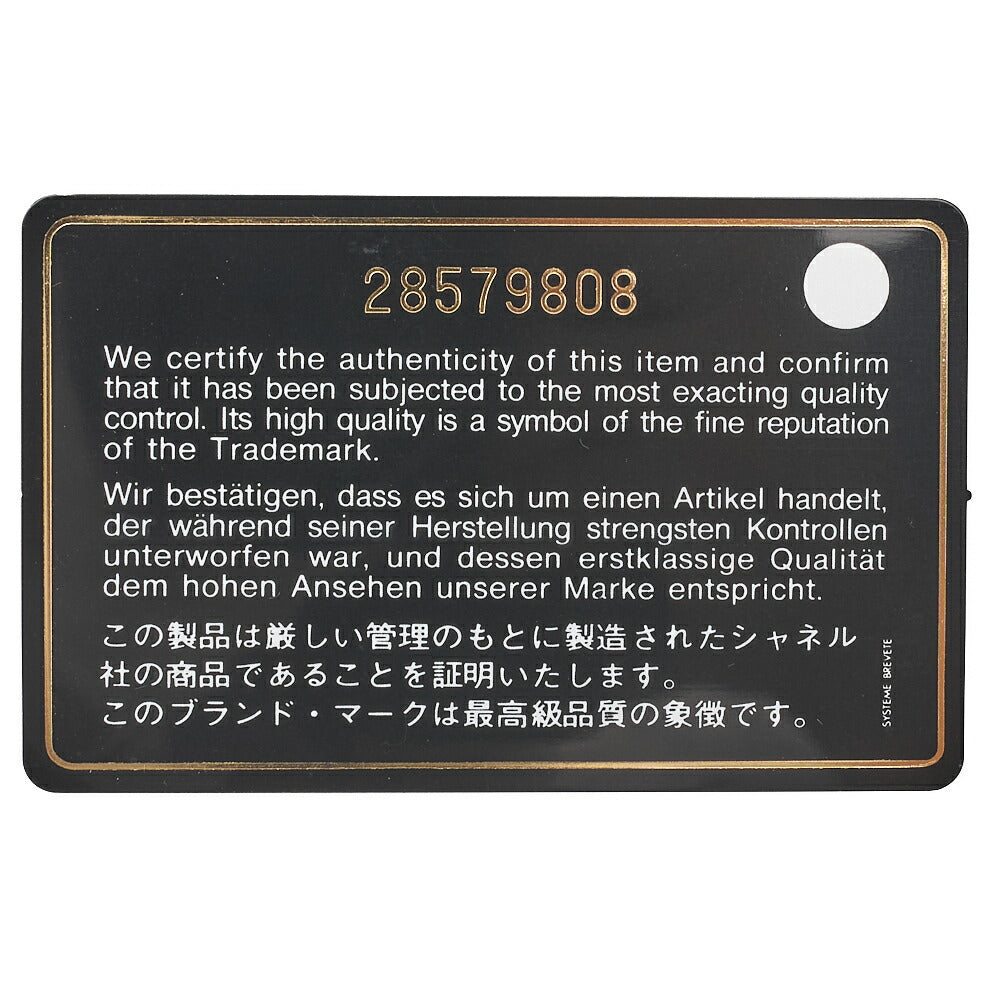 28579808
We certify the authenticity of this item and confirm
that it has been subjected to the most exacting quality
control. Its high quality is a symbol of the fine reputation
of the Trademark.
Wir bestätigen, dass es sich um einen Artikel handelt,
der während seiner Herstellung strengsten Kontrollen
unterworfen war, und dessen erstklassige Qualität
dem hohen Ansehen unserer Marke entspricht.
この製品は厳しい管理のもとに製造されたシャネル
社の商品であることを証明いたします。
このブランド・マークは最高級品質の象徴です。
SYSTEME BREVETE